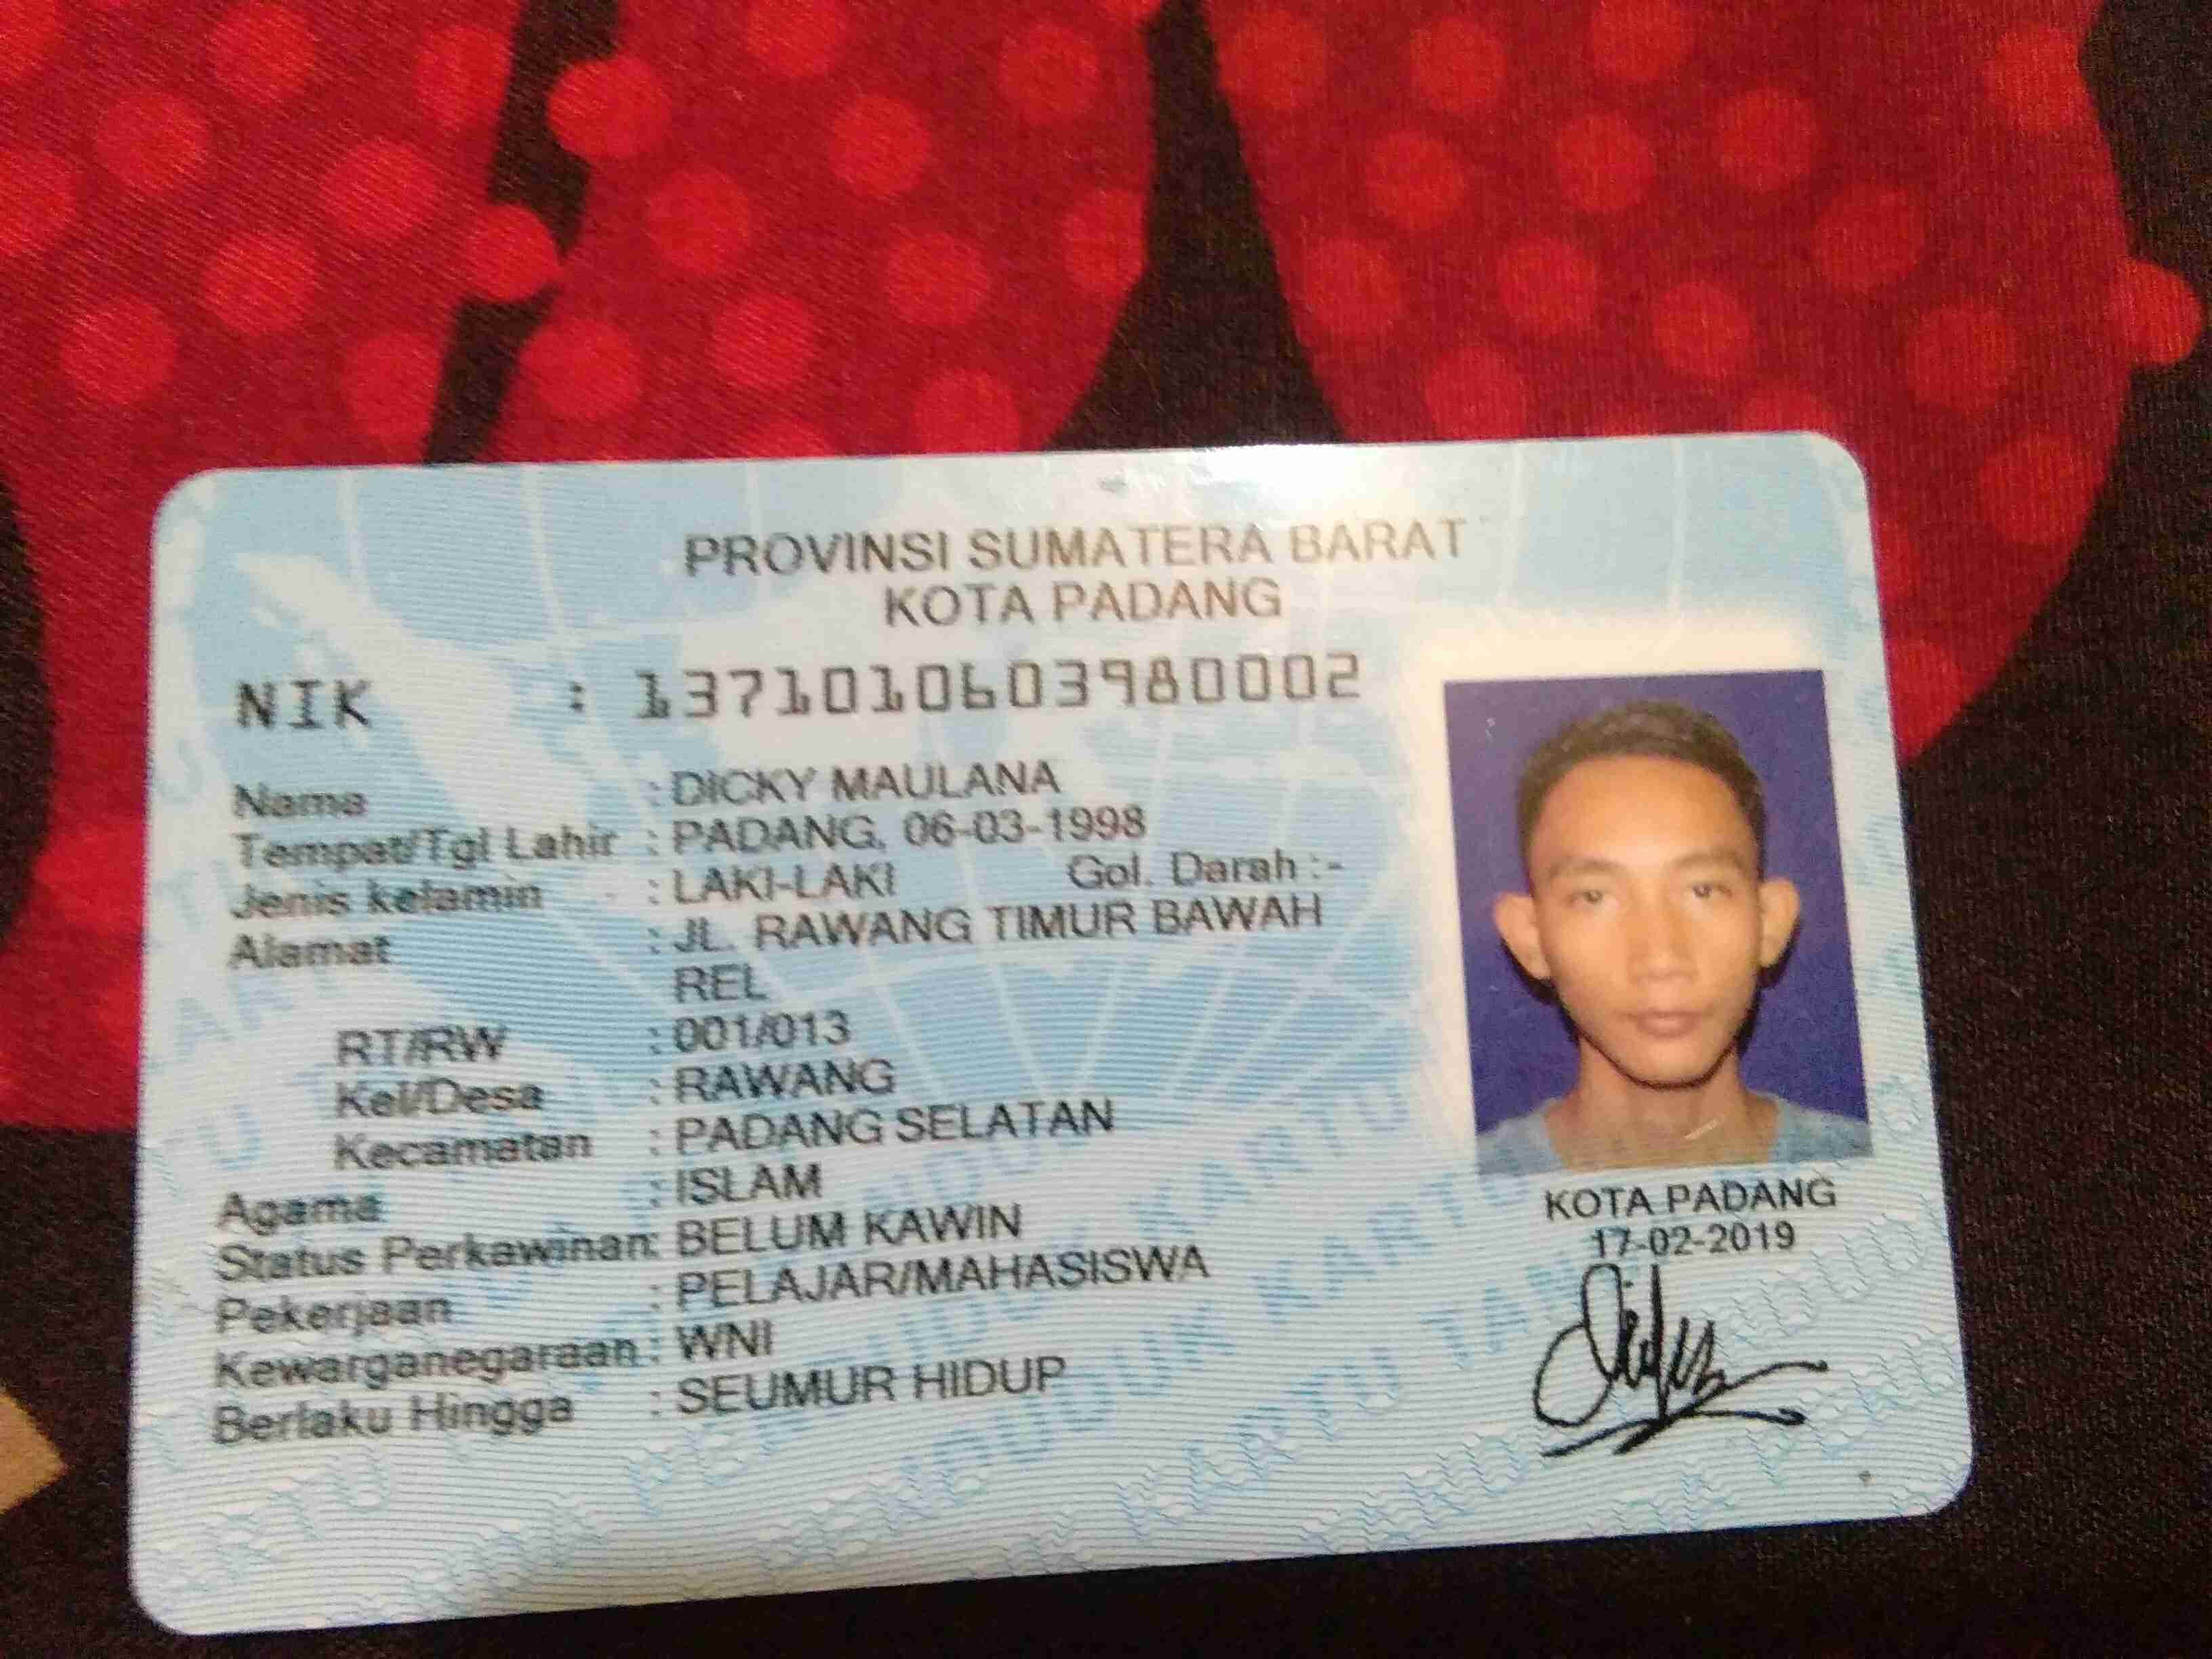 PROVINSI SUMATERA BARAT
KOTA PADANG
NIK : 1371010603980002
Nama : DICKY MAULANA
Tempat/Tgl Lahir : PADANG, 06-03-1998
Jenis kelamin : LAKI-LAKI Gol. Darah :-
Alamat : JL. RAWANG TIMUR BAWAH
REL
RT/RW : 001/013
Kel/Desa : RAWANG
Kecamatan : PADANG SELATAN
Agama : ISLAM
Status Perkawinan: BELUM KAWIN
Pekerjaan : PELAJAR/MAHASISWA
Kewarganegaraan : WNI
Berlaku Hingga : SEUMUR HIDUP
KOTA PADANG
17-02-2019